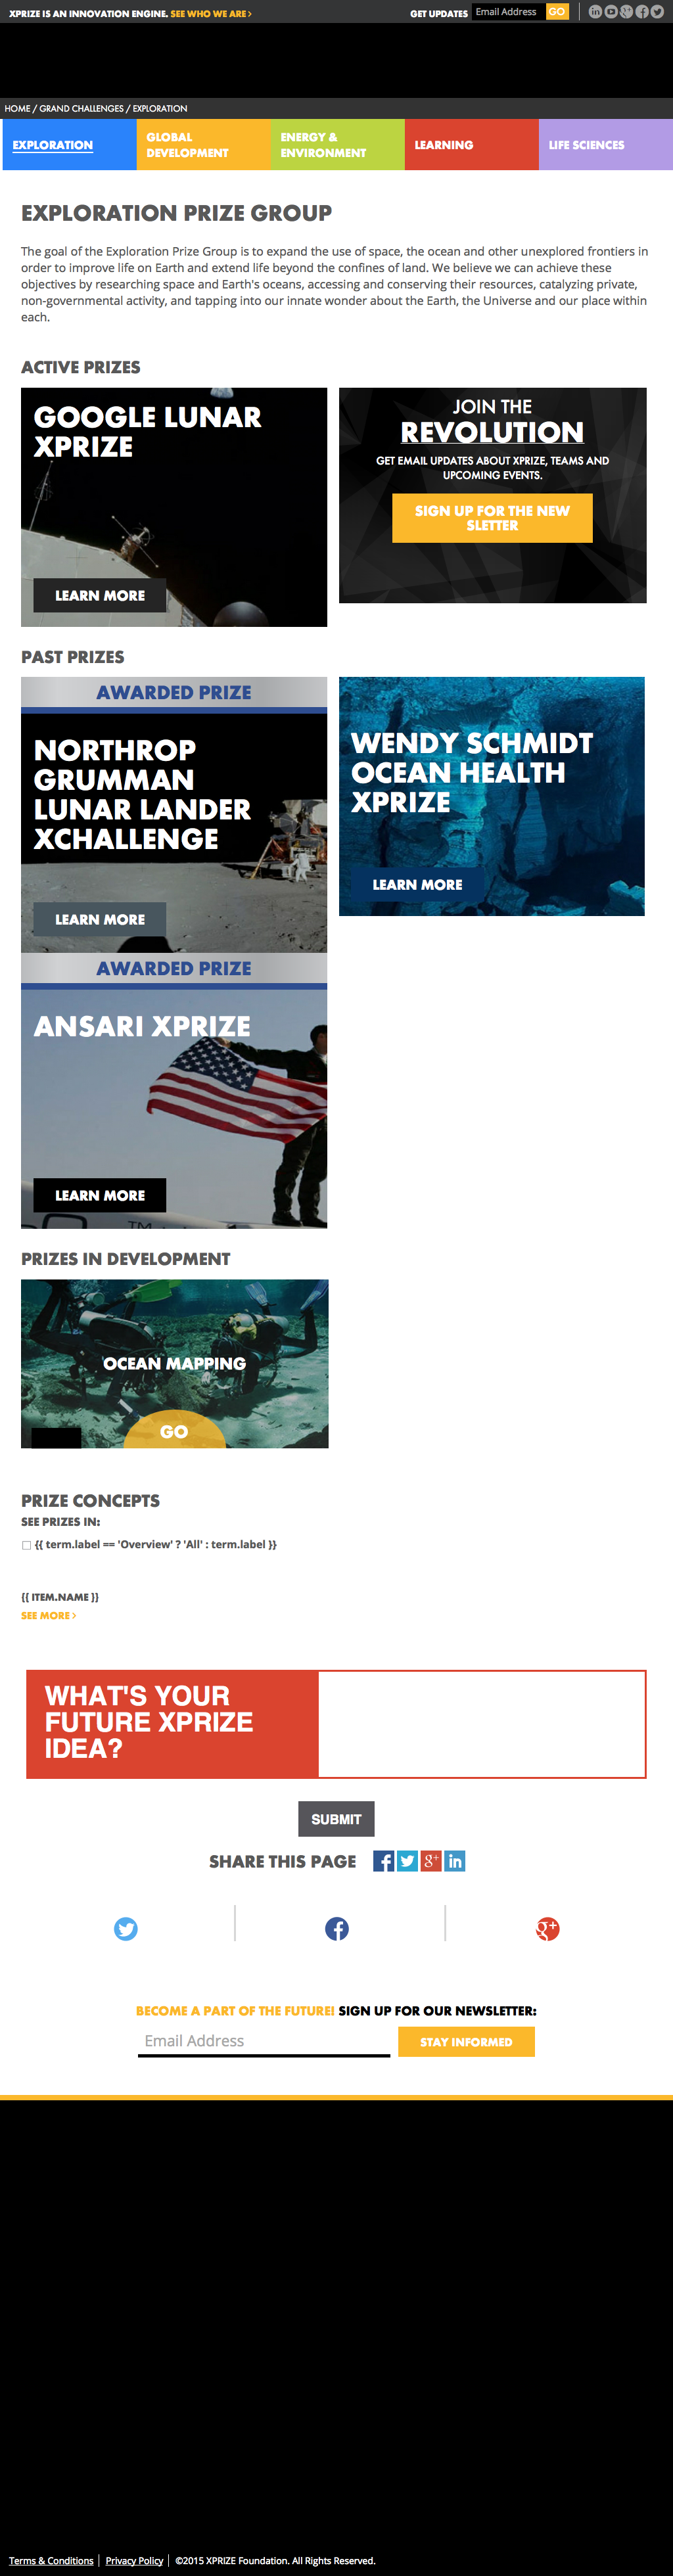 XPRIZE IS AN INNOVATION ENGINE. SEE WHO WE ARE >
GET UPDATES Email Address GO
HOME / GRAND CHALLENGES / EXPLORATION
EXPLORATION
GLOBAL
DEVELOPMENT
ENERGY &
ENVIRONMENT
LEARNING
LIFE SCIENCES
EXPLORATION PRIZE GROUP
The goal of the Exploration Prize Group is to expand the use of space, the ocean and other unexplored frontiers in
order to improve life on Earth and extend life beyond the confines of land. We believe we can achieve these
objectives by researching space and Earth's oceans, accessing and conserving their resources, catalyzing private,
non-governmental activity, and tapping into our innate wonder about the Earth, the Universe and our place within
each.
ACTIVE PRIZES
GOOGLE LUNAR
XPRIZE
LEARN MORE
JOIN THE
REVOLUTION
GET EMAIL UPDATES ABOUT XPRIZE, TEAMS AND
UPCOMING EVENTS.
SIGN UP FOR THE NEW
SLETTER
PAST PRIZES
AWARDED PRIZE
NORTHROP
GRUMMAN
LUNAR LANDER
XCHALLENGE
LEARN MORE
WENDY SCHMIDT
OCEAN HEALTH
XPRIZE
LEARN MORE
AWARDED PRIZE
ANSARI XPRIZE
LEARN MORE
TM
PRIZES IN DEVELOPMENT
OCEAN MAPPING
GO
PRIZE CONCEPTS
SEE PRIZES IN:
{{ term.label == 'Overview' ? 'All' : term.label }}
{{ ITEM.NAME }}
SEE MORE >
WHAT'S YOUR
FUTURE XPRIZE
IDEA?
SUBMIT
SHARE THIS PAGE
BECOME A PART OF THE FUTURE! SIGN UP FOR OUR NEWSLETTER:
Email Address
STAY INFORMED
Terms & Conditions | Privacy Policy | ©2015 XPRIZE Foundation. All Rights Reserved.